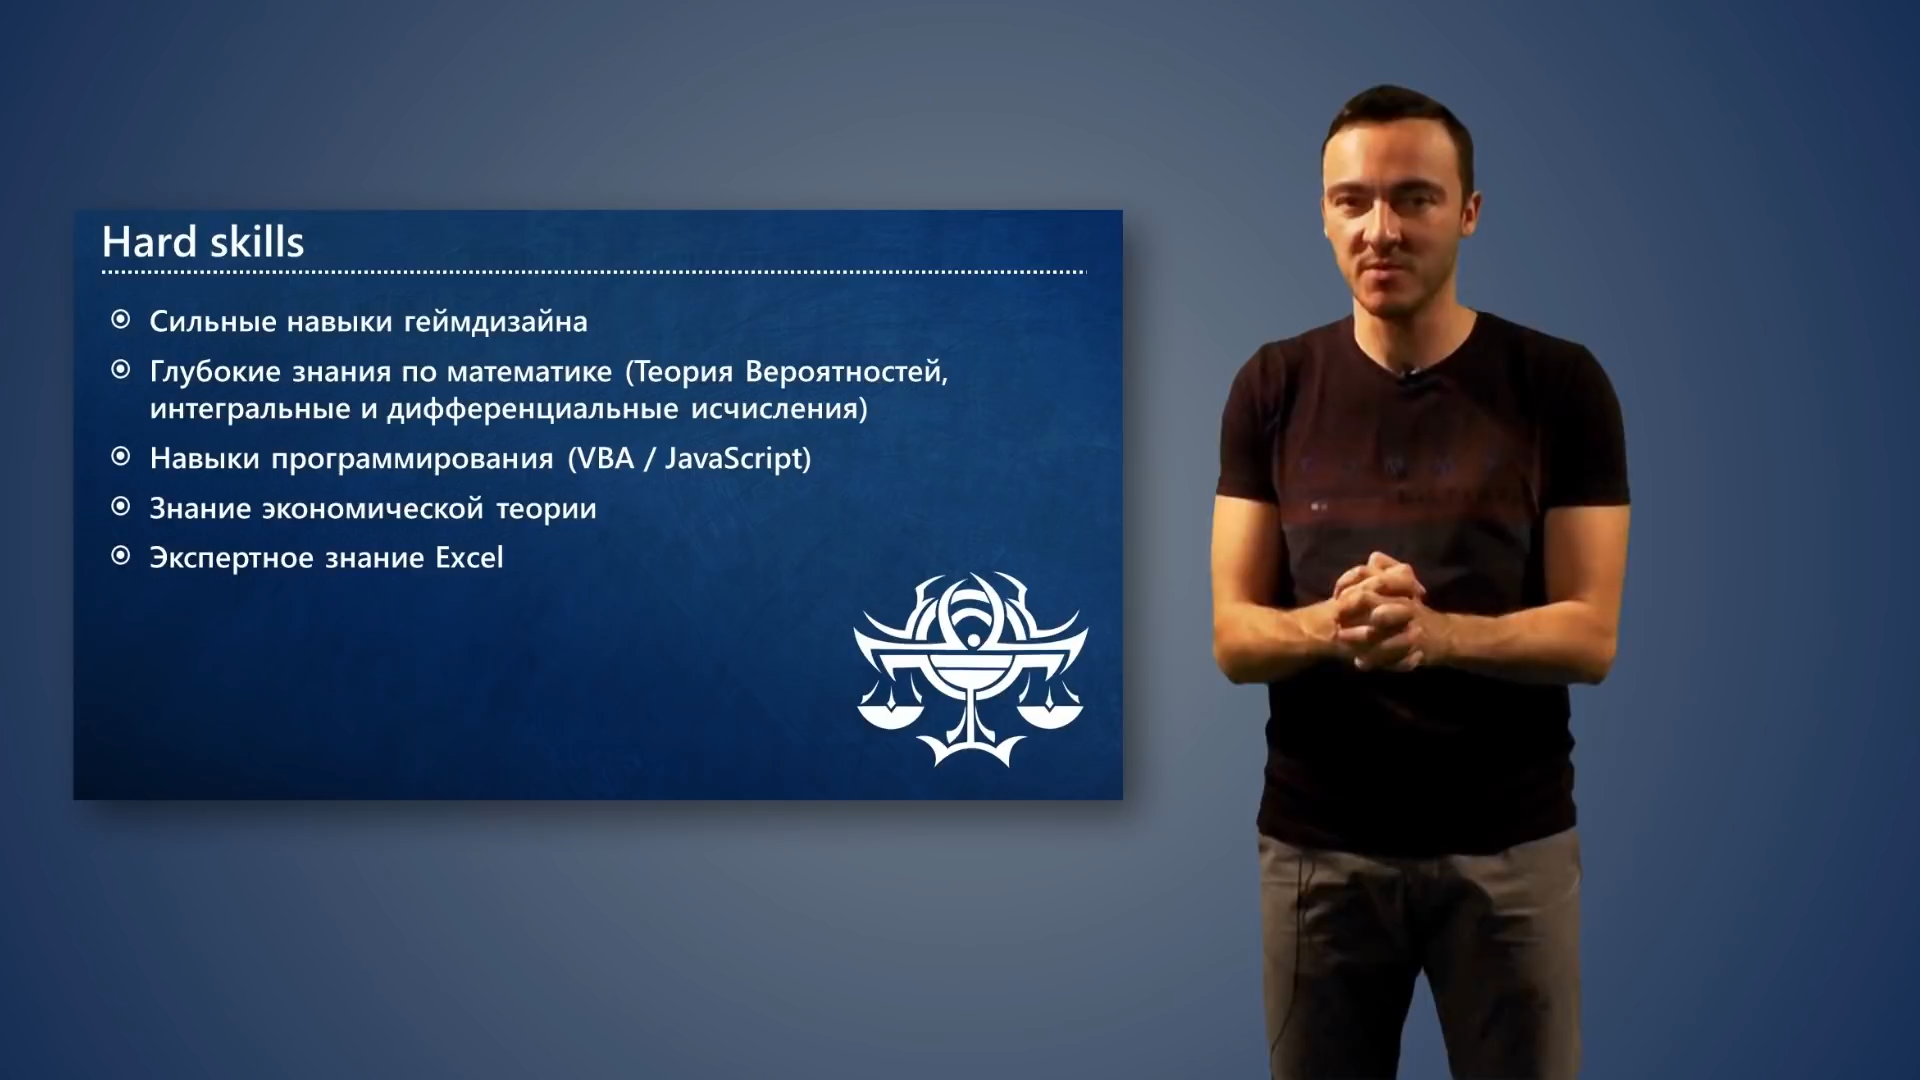 Hard skills
Сильные навыки геймдизайна
Глубокие знания по математике (Теория Вероятностей,
интегральные и дифференциальные исчисления)
Навыки программирования (VBA / JavaScript)
Знание экономической теории
Экспертное знание Excel